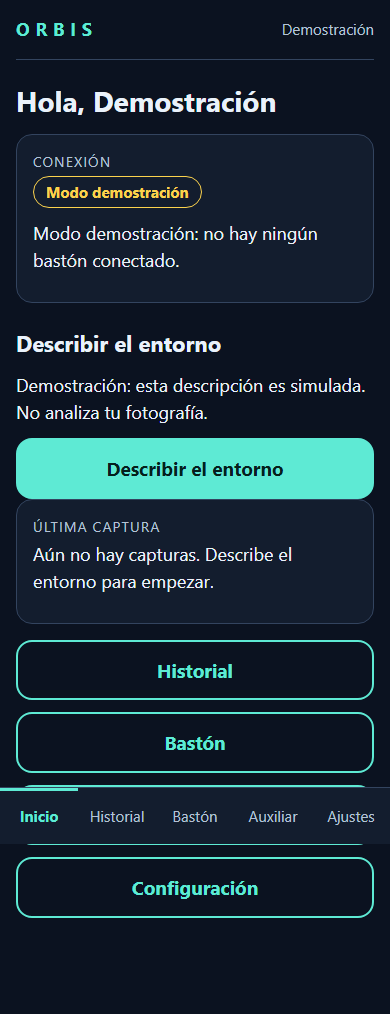 ORBIS
Demostración
Hola, Demostración
CONEXIÓN
Modo demostración
Modo demostración: no hay ningún
bastón conectado.
Describir el entorno
Demostración: esta descripción es simulada.
No analiza tu fotografía.
Describir el entorno
ÚLTIMA CAPTURA
Aún no hay capturas. Describe el
entorno para empezar.
Historial
Bastón
Inicio
Historial
Bastón
Auxiliar
Ajustes
Configuración